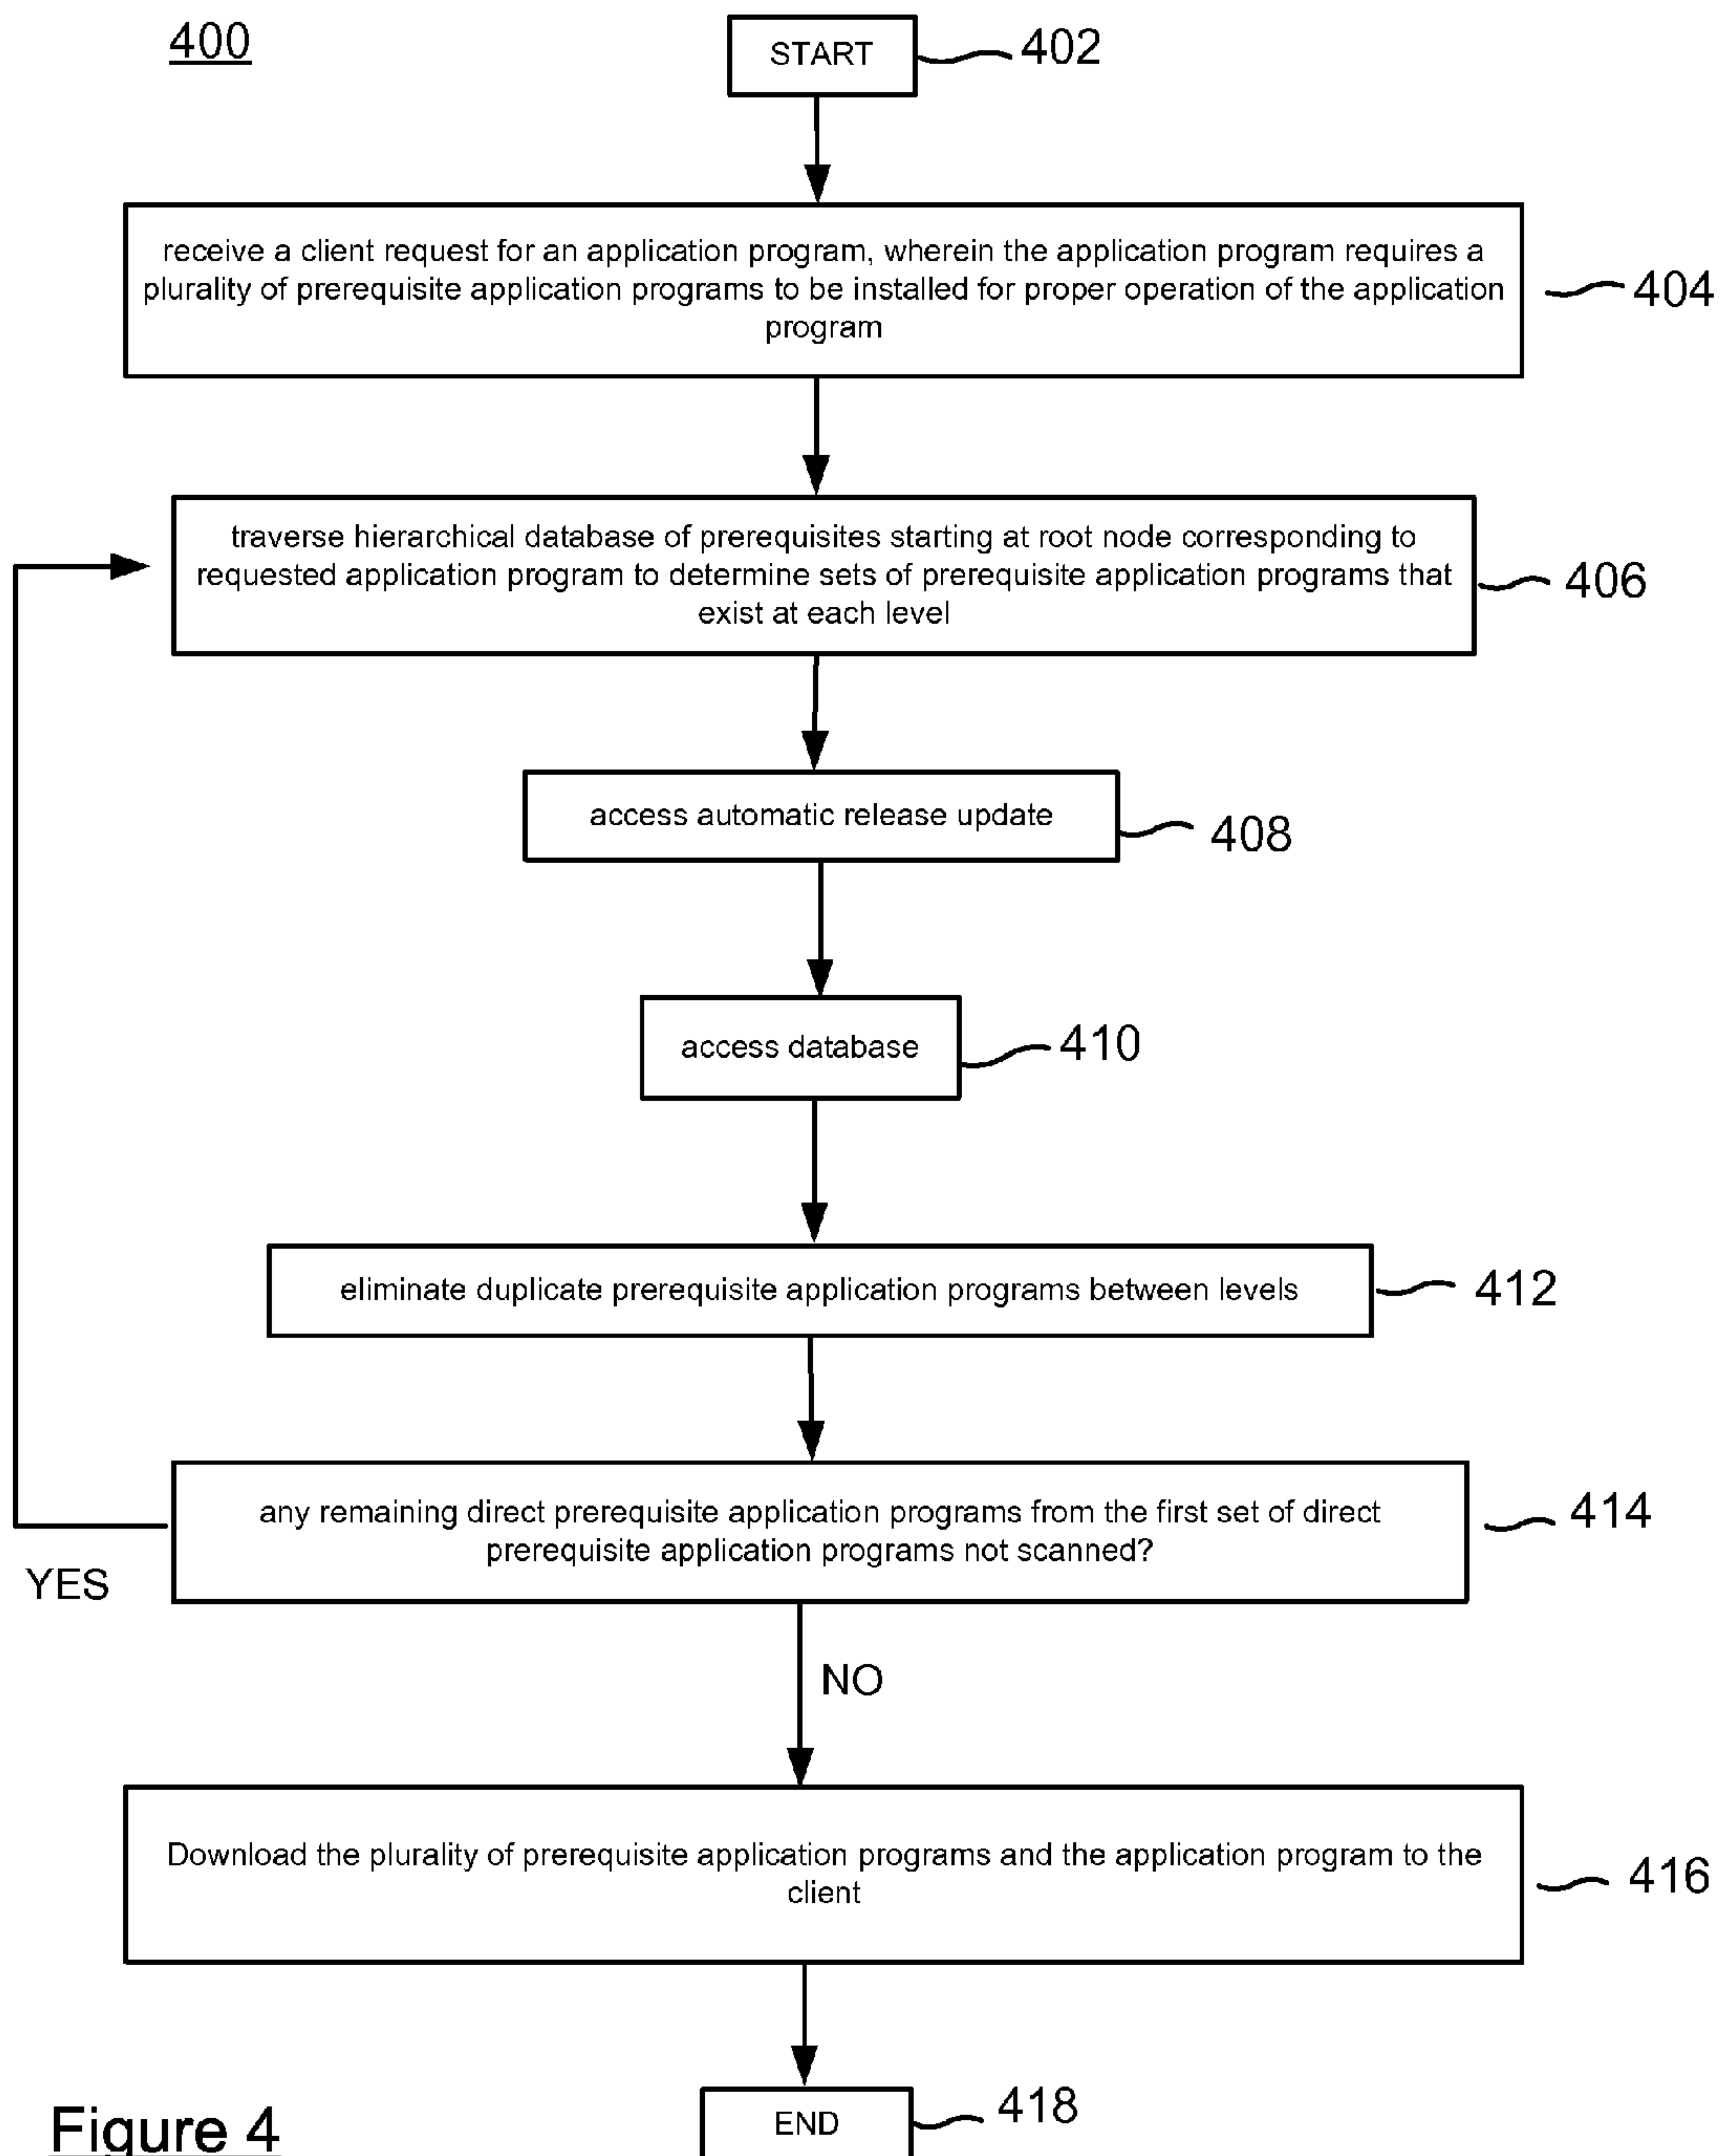 400
START
402
receive a client request for an application program, wherein the application program requires a
plurality of prerequisite application programs to be installed for proper operation of the application
program
404
traverse hierarchical database of prerequisites starting at root node corresponding to
requested application program to determine sets of prerequisite application programs that
exist at each level
406
access automatic release update
408
access database
410
eliminate duplicate prerequisite application programs between levels
412
any remaining direct prerequisite application programs from the first set of direct
prerequisite application programs not scanned?
414
YES
NO
Download the plurality of prerequisite application programs and the application program to the
client
416
END
418
Figure 4